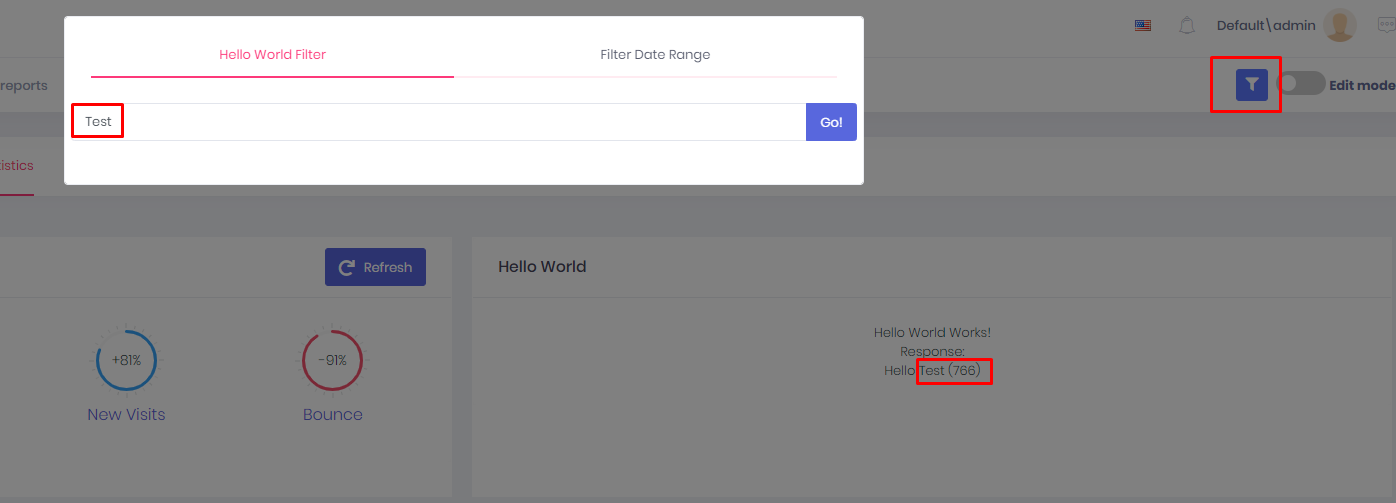 Default\admin
Hello World Filter
Filter Date Range
reports
Edit mode
Test
Go!
istics
Refresh
Hello World
Hello World Works!
Response:
Hello Test (766)
+81%
-91%
New Visits
Bounce